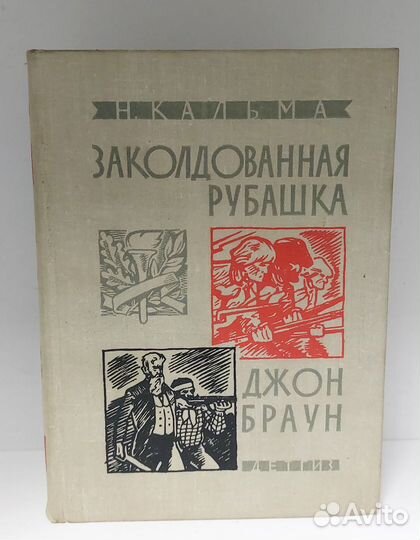 Н. КАЛЬМА
ЗАКОЛДОВАННАЯ
РУБАШКА
ДЖОН
БРАУН
ДЕТГИЗ
Avito